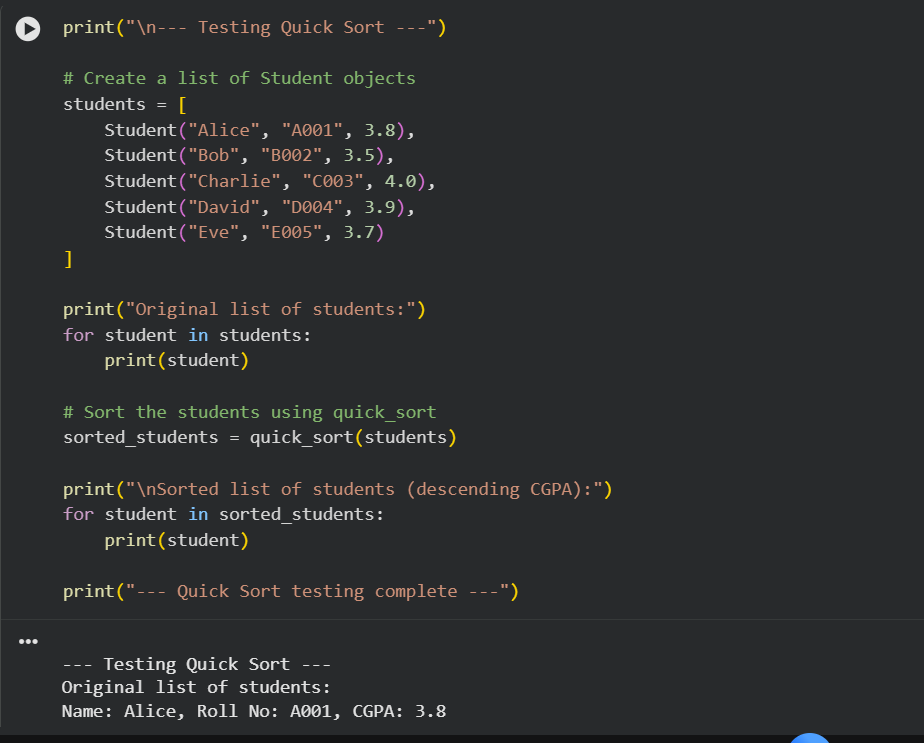 print("\n--- Testing Quick Sort ---")
# Create a list of Student objects
students = [
    Student("Alice", "A001", 3.8),
    Student("Bob", "B002", 3.5),
    Student("Charlie", "C003", 4.0),
    Student("David", "D004", 3.9),
    Student("Eve", "E005", 3.7)
]
print("Original list of students:")
for student in students:
    print(student)
# Sort the students using quick_sort
sorted_students = quick_sort(students)
print("\nSorted list of students (descending CGPA):")
for student in sorted_students:
    print(student)
print("--- Quick Sort testing complete ---")
--- Testing Quick Sort ---
Original list of students:
Name: Alice, Roll No: A001, CGPA: 3.8